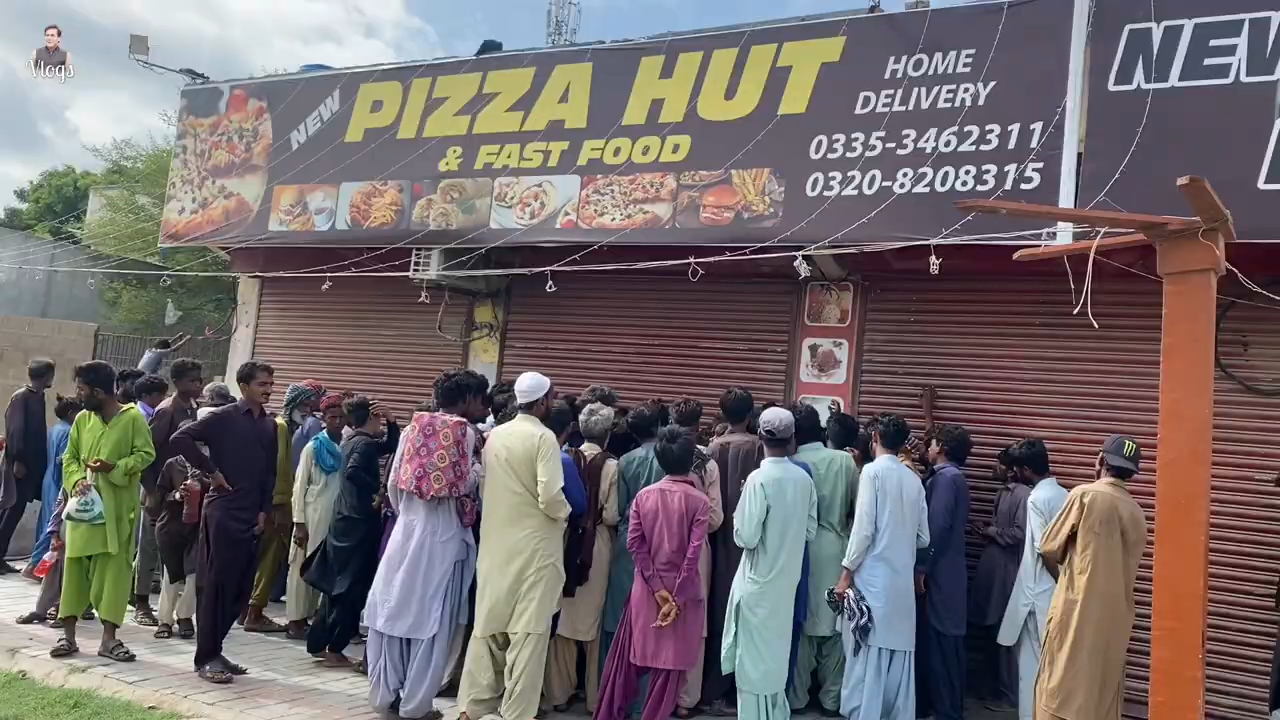 Vlogs
NEW PIZZA HUT
& FAST FOOD
HOME
DELIVERY
0335-3462311
0320-8208315
NEW